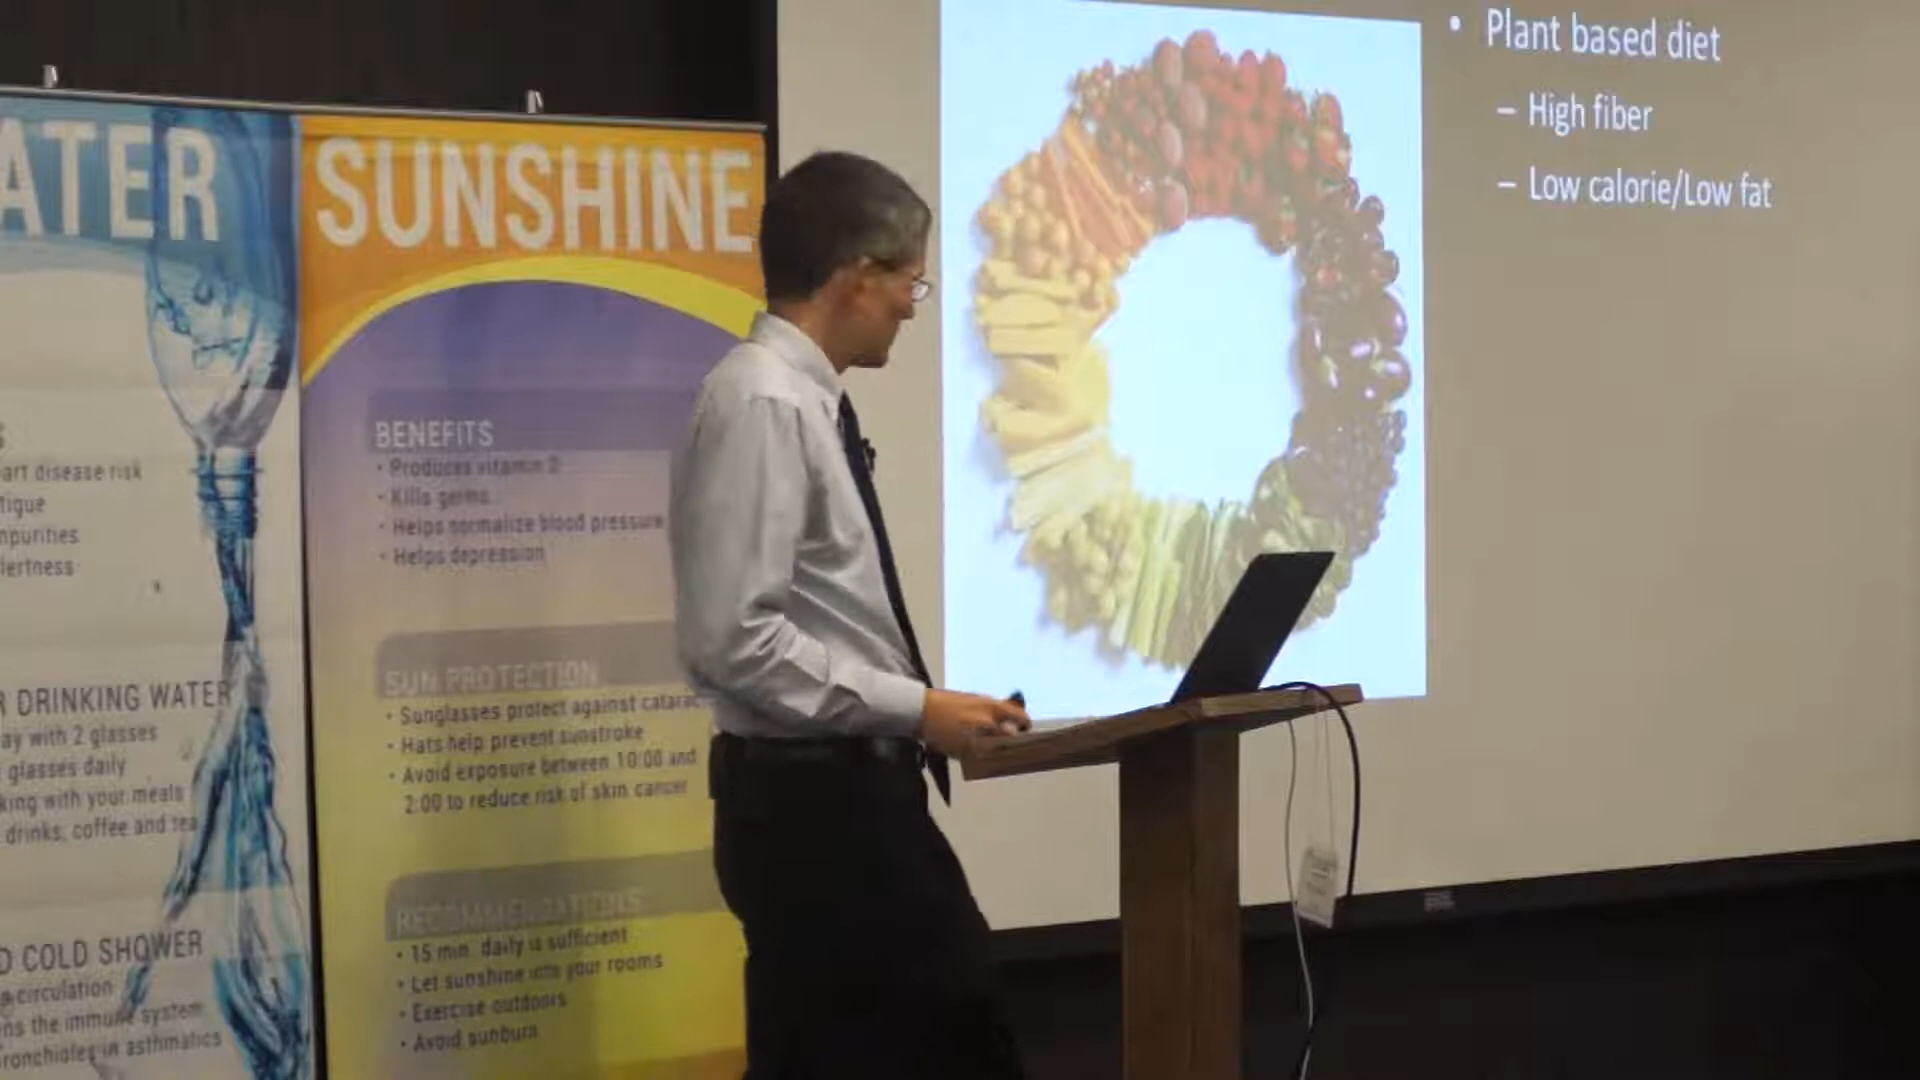 ATER
art disease risk
tigue
mpurities
lertness
R DRINKING WATER
ay with 2 glasses
glasses daily
king with your meals
drinks, coffee and tea
D COLD SHOWER
circulation
ens the immune system
ronchioles in asthmatics
SUNSHINE
BENEFITS
• Produces vitamin D
• Kills germs
• Helps normalize blood pressure
• Helps depression
SUN PROTECTION
• Sunglasses protect against catarac
• Hats help prevent sunstroke
• Avoid exposure between 10:00 and
2:00 to reduce risk of skin cancer
RECOMMENDATIONS
• 15 min. daily is sufficient
• Let sunshine into your rooms
• Exercise outdoors
• Avoid sunburn
• Plant based diet
– High fiber
– Low calorie/Low fat